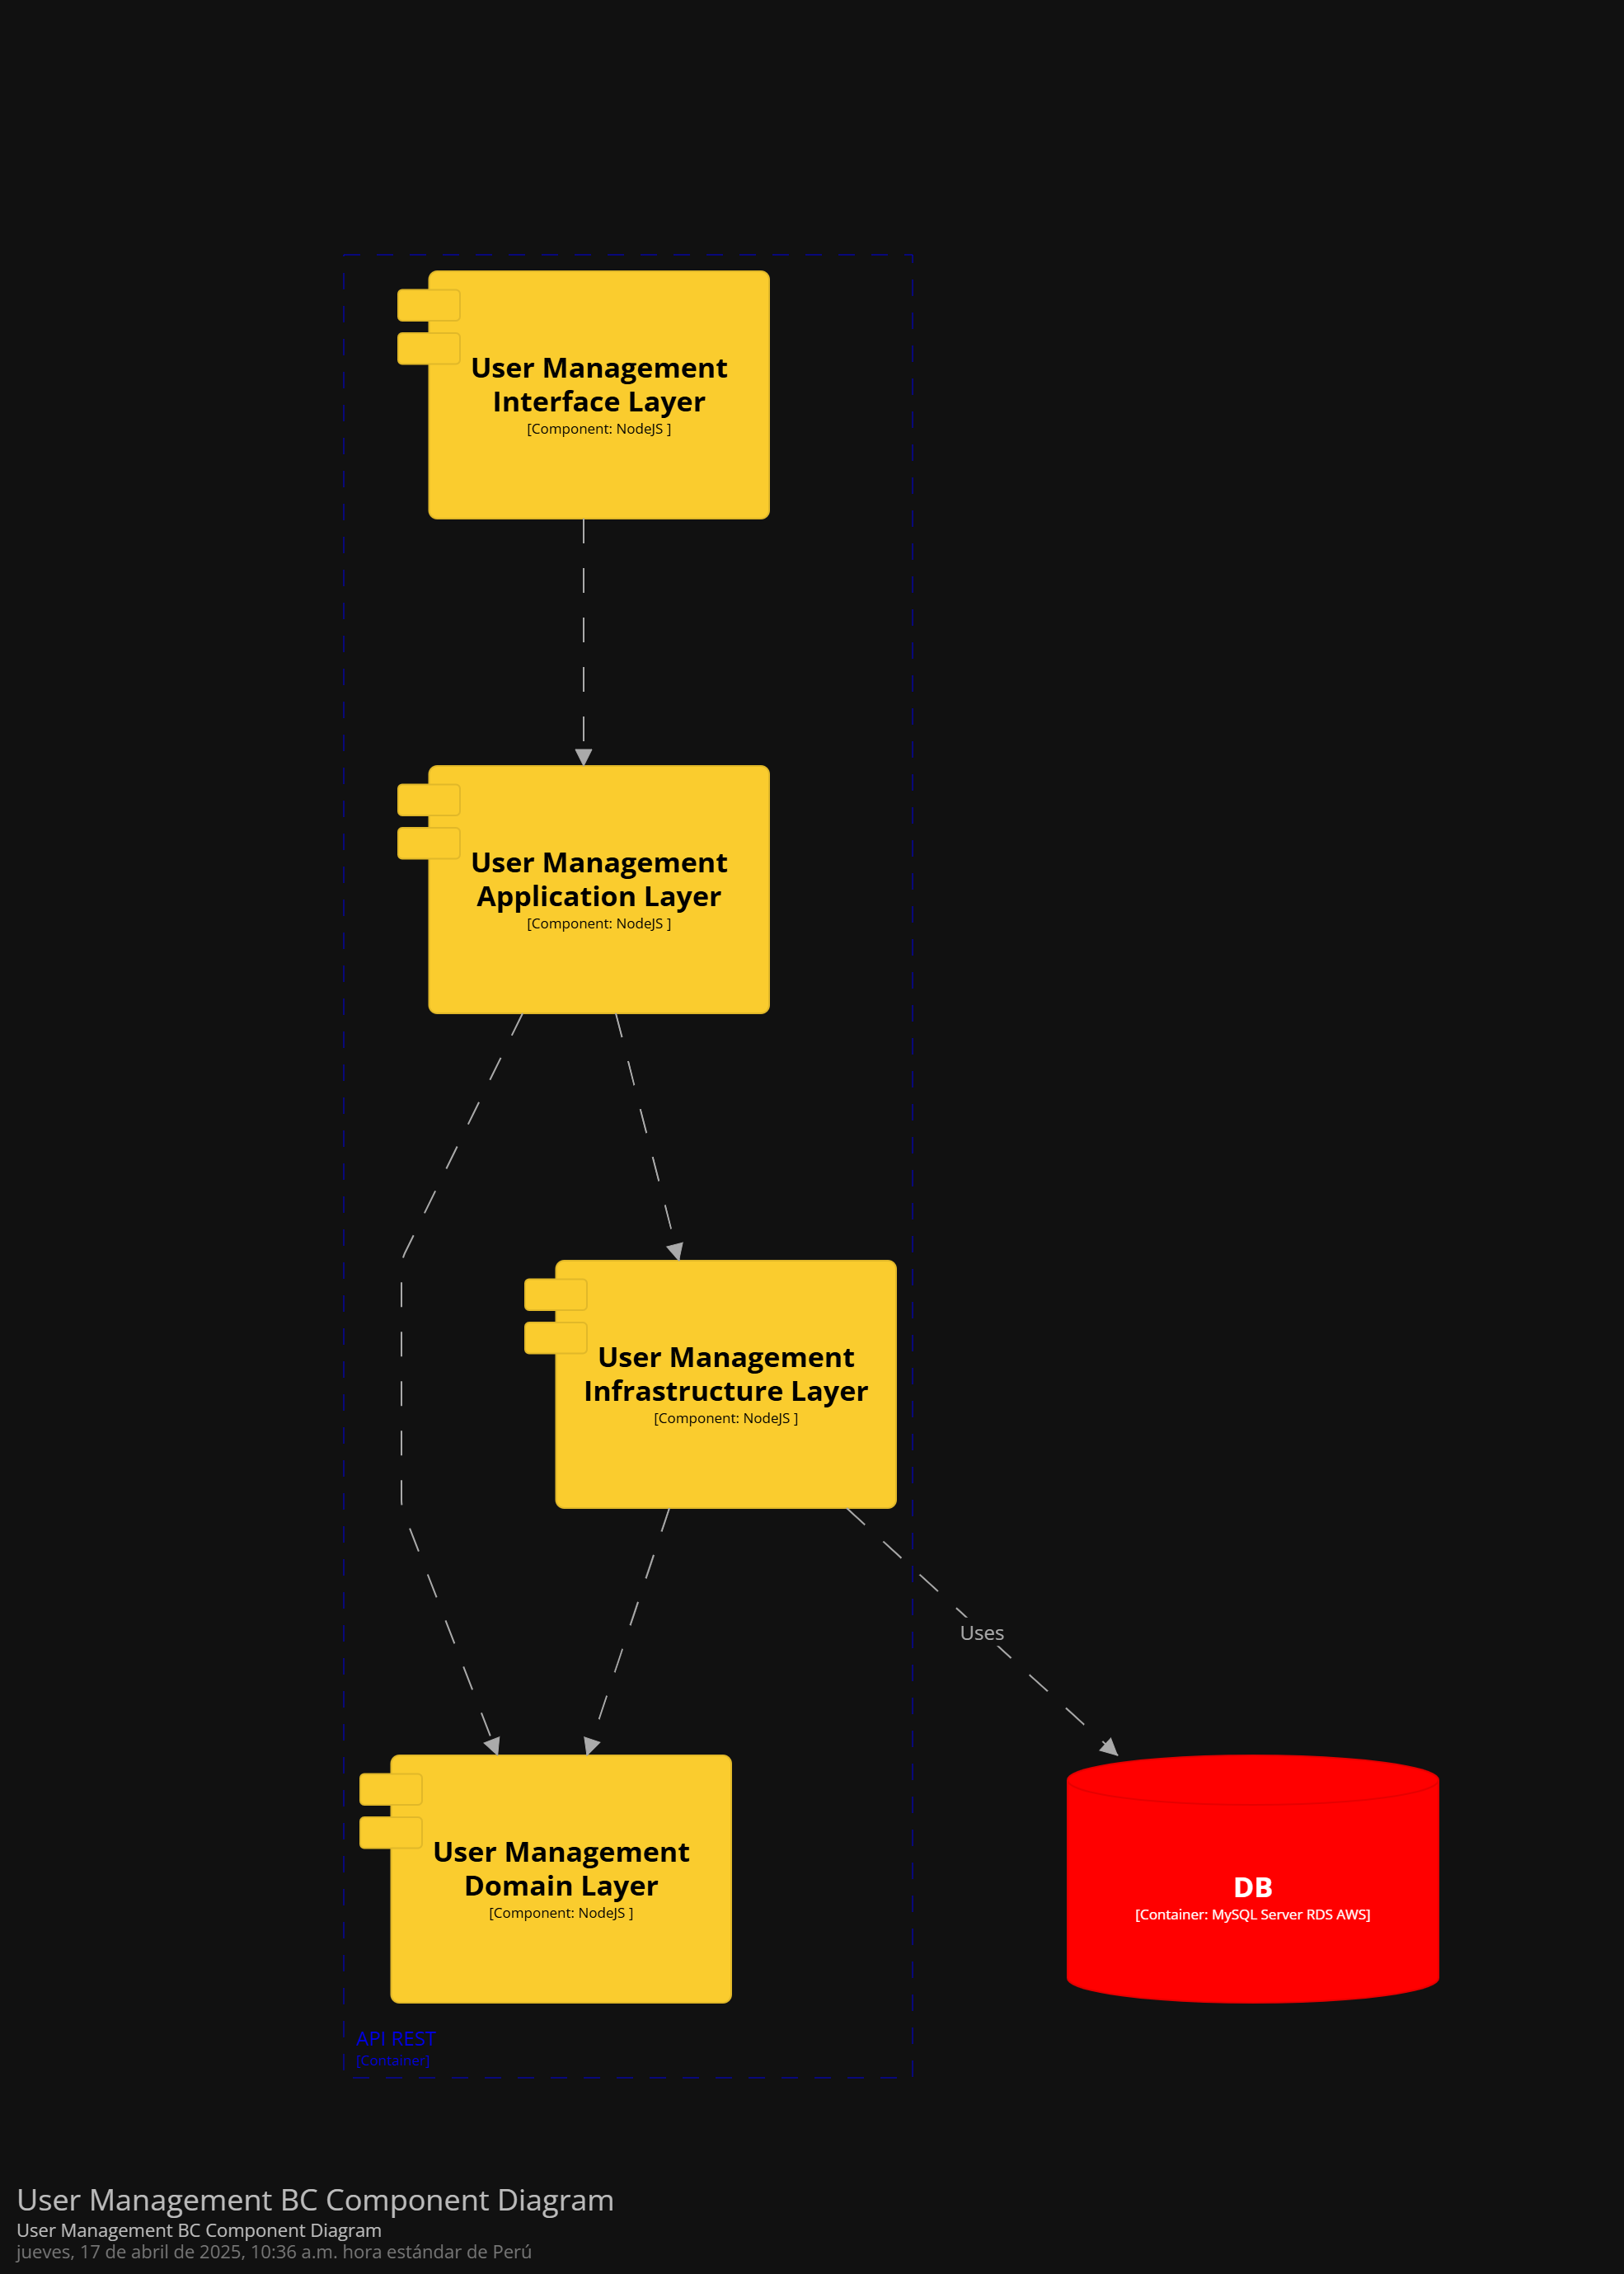 User Management
Interface Layer
[Component: NodeJS ]
User Management
Application Layer
[Component: NodeJS ]
User Management
Infrastructure Layer
[Component: NodeJS ]
Uses
User Management
Domain Layer
[Component: NodeJS ]
DB
[Container: MySQL Server RDS AWS]
API REST
[Container]
User Management BC Component Diagram
User Management BC Component Diagram
jueves, 17 de abril de 2025, 10:36 a.m. hora estándar de Perú